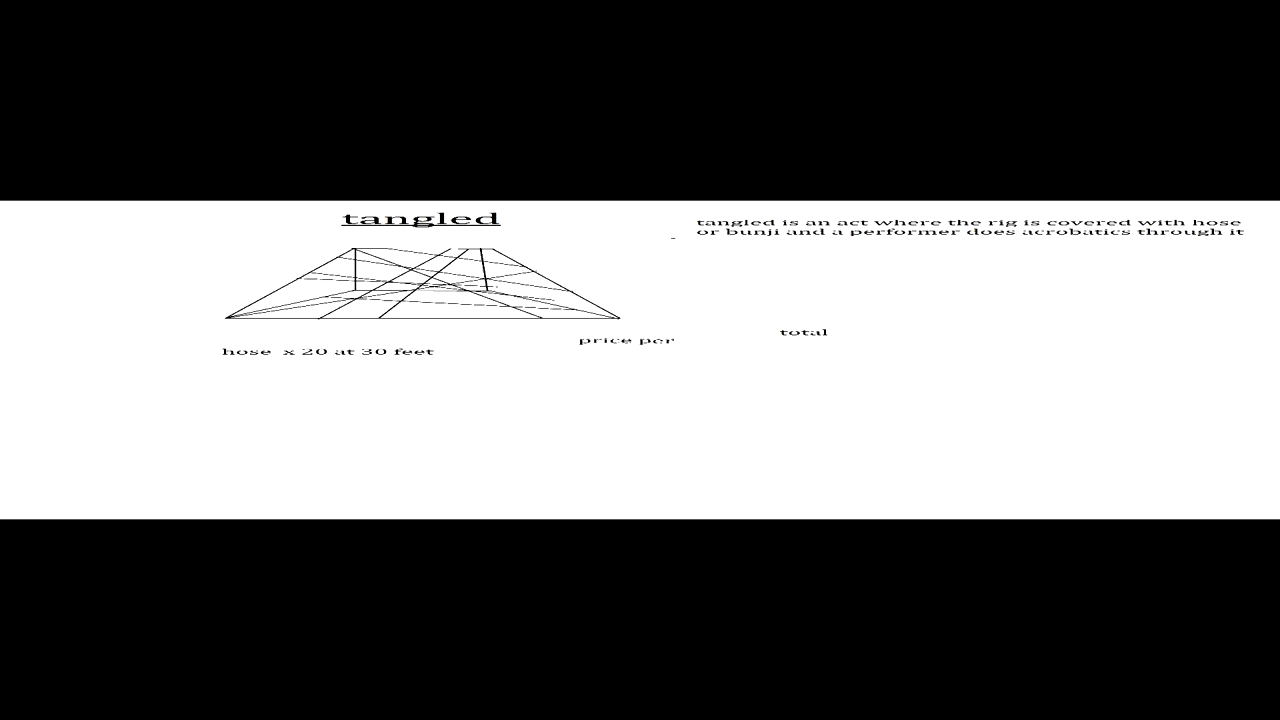 tangled
tangled is an act where the rig is covered with hose
or bunji and a performer does acrobatics through it
total
price per
hose x 20 at 30 feet